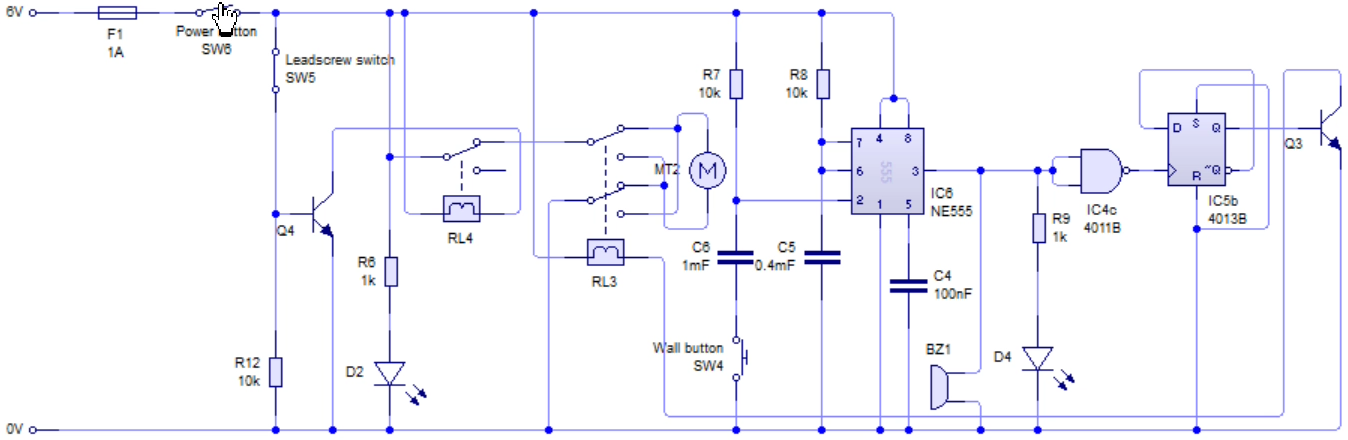 6V
F1
1A
Power button
SW6
Leadscrew switch
SW5
R7
10k
R8
10k
7
4
8
6
3
2
1
5
555
IC6
NE555
MT2
M
D
S
Q
~Q
R
IC5b
4013B
IC4c
4011B
Q3
Q4
RL4
RL3
R6
1k
C6
1mF
C5
0.4mF
C4
100nF
R9
1k
R12
10k
D2
Wall button
SW4
BZ1
D4
0V